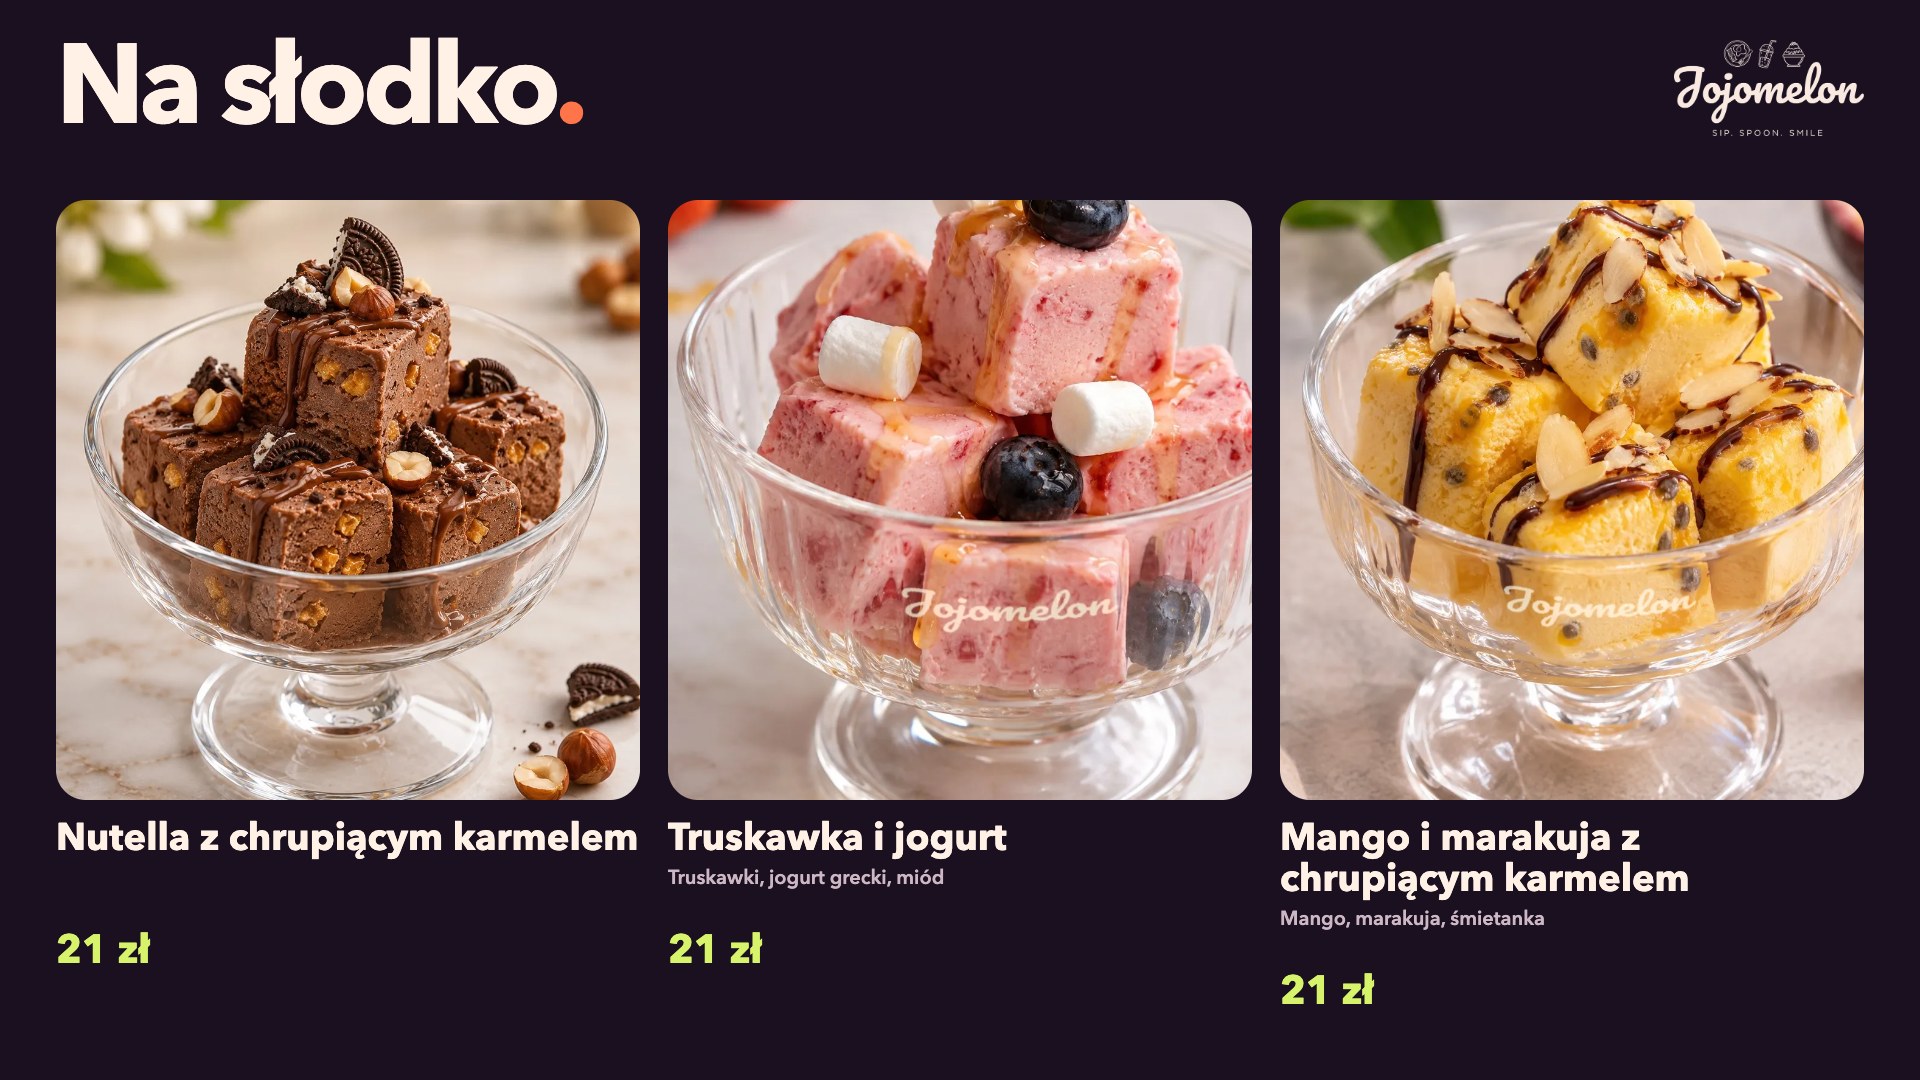 Na słodko.
Jojomelon
SIP. SPOON. SMILE
Jojomelon
Jojomelon
Nutella z chrupiącym karmelem
21 zł
Truskawka i jogurt
Truskawki, jogurt grecki, miód
21 zł
Mango i marakuja z
chrupiącym karmelem
Mango, marakuja, śmietanka
21 zł